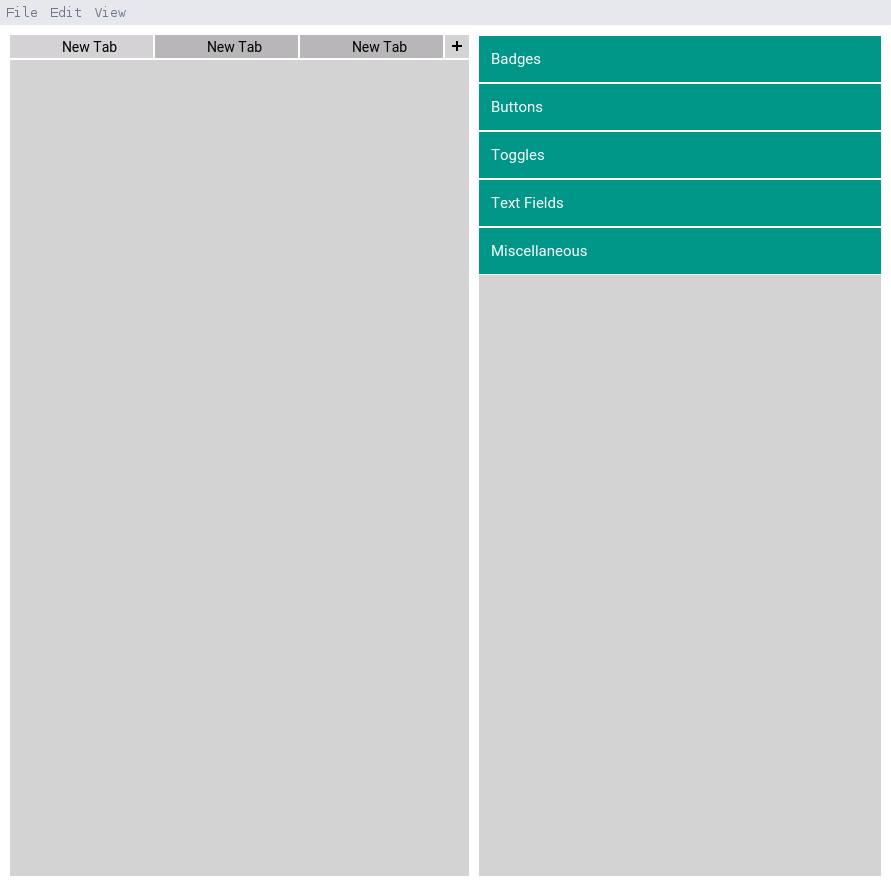 File Edit View
New Tab New Tab New Tab +
Badges
Buttons
Toggles
Text Fields
Miscellaneous